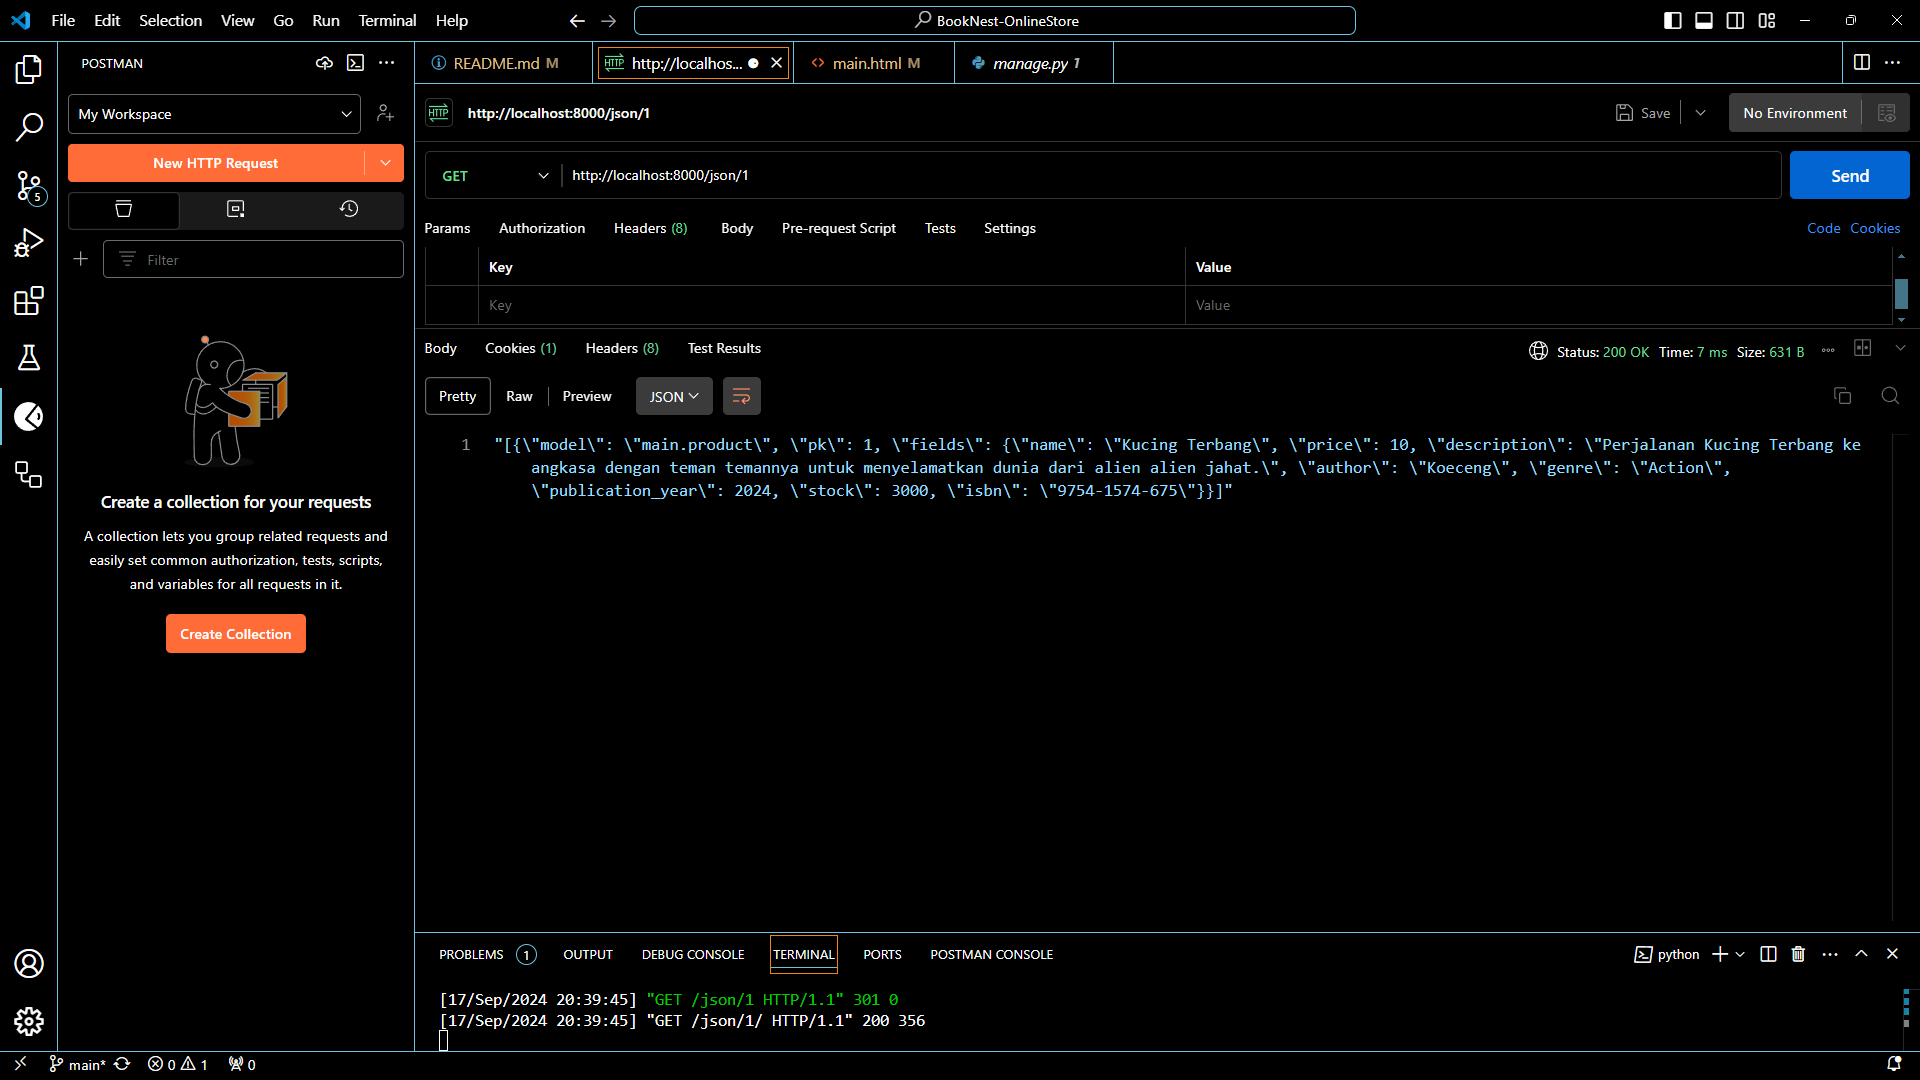 File Edit Selection View Go Run Terminal Help
BookNest-OnlineStore
POSTMAN
My Workspace
New HTTP Request
Filter
Create a collection for your requests
A collection lets you group related requests and
easily set common authorization, tests, scripts,
and variables for all requests in it.
Create Collection
5
README.md M
HTTP http://localhos...
main.html M
manage.py 1
HTTP http://localhost:8000/json/1
Save
No Environment
GET http://localhost:8000/json/1
Send
Params Authorization Headers (8) Body Pre-request Script Tests Settings
Code Cookies
Key Value
Key Value
Body Cookies (1) Headers (8) Test Results
Status: 200 OK Time: 7 ms Size: 631 B
Pretty Raw Preview JSON
1 "[{\"model\": \"main.product\", \"pk\": 1, \"fields\": {\"name\": \"Kucing Terbang\", \"price\": 10, \"description\": \"Perjalanan Kucing Terbang ke
angkasa dengan teman temannya untuk menyelamatkan dunia dari alien alien jahat.\", \"author\": \"Koeceng\", \"genre\": \"Action\",
\"publication_year\": 2024, \"stock\": 3000, \"isbn\": \"9754-1574-675\"}}]"
PROBLEMS 1 OUTPUT DEBUG CONSOLE TERMINAL PORTS POSTMAN CONSOLE
python
[17/Sep/2024 20:39:45] "GET /json/1 HTTP/1.1" 301 0
[17/Sep/2024 20:39:45] "GET /json/1/ HTTP/1.1" 200 356
main* 0 1 0